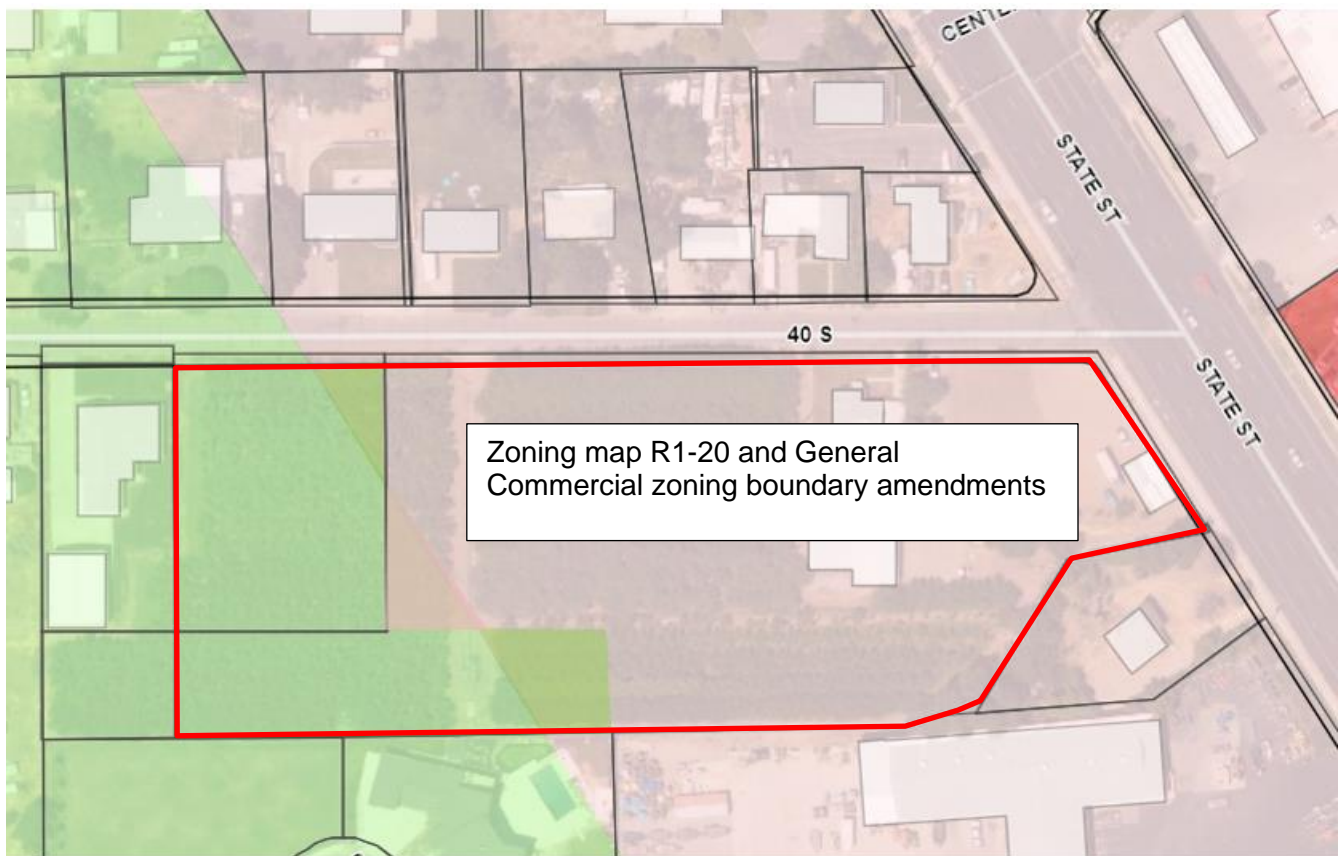 CENTE
STATE ST
40 S
STATE ST
Zoning map R1-20 and General
Commercial zoning boundary amendments